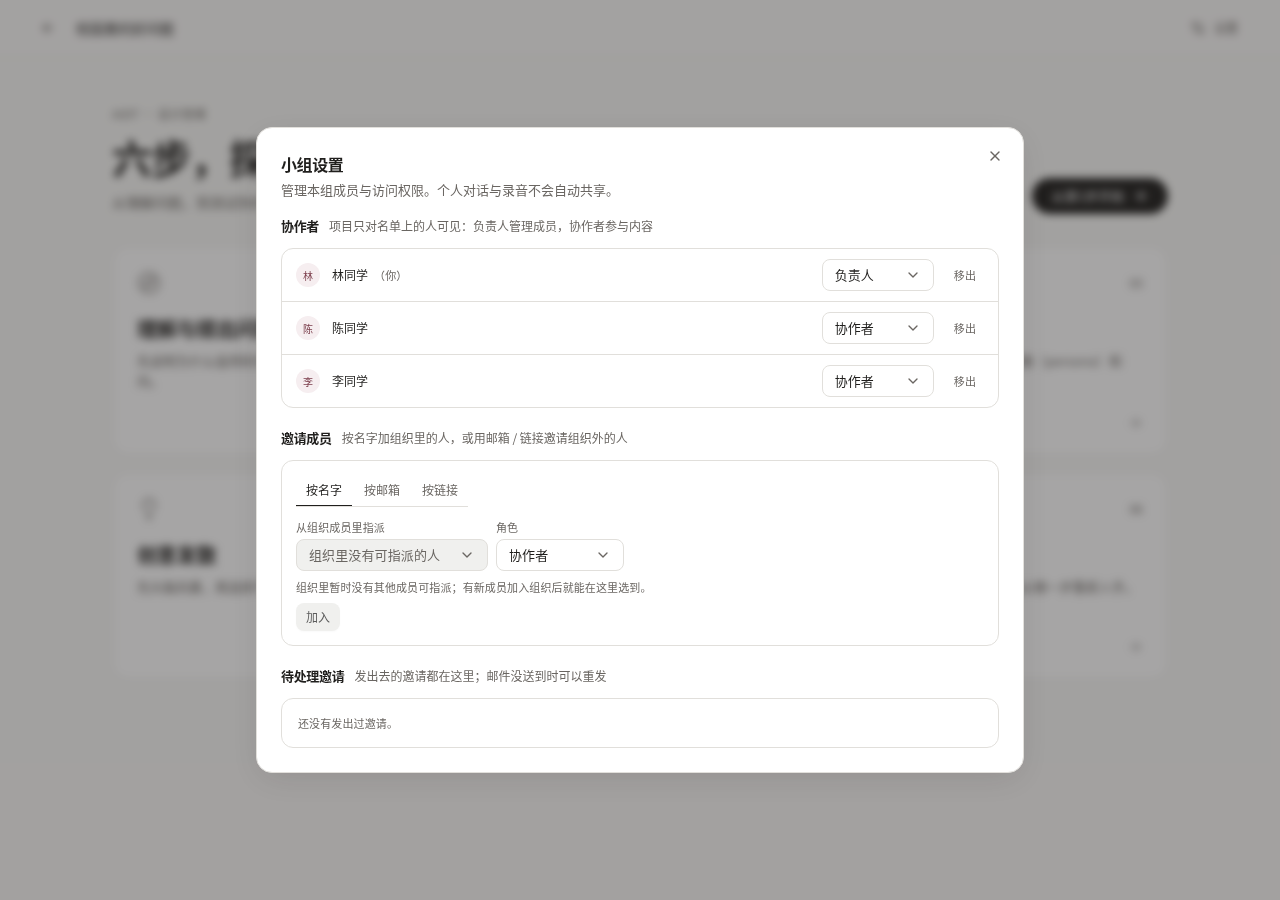 六步，探
小组设置
管理本组成员与访问权限。个人对话与录音不会自动共享。
协作者 项目只对名单上的人可见：负责人管理成员，协作者参与内容
林 林同学 （你） 负责人 移出
陈 陈同学 协作者 移出
李 李同学 协作者 移出
邀请成员 按名字加组织里的人，或用邮箱 / 链接邀请组织外的人
按名字 按邮箱 按链接
从组织成员里指派 角色
组织里没有可指派的人 协作者
组织里暂时没有其他成员可指派；有新成员加入组织后就能在这里选到。
加入
待处理邀请 发出去的邀请都在这里；邮件没送到时可以重发
还没有发出过邀请。